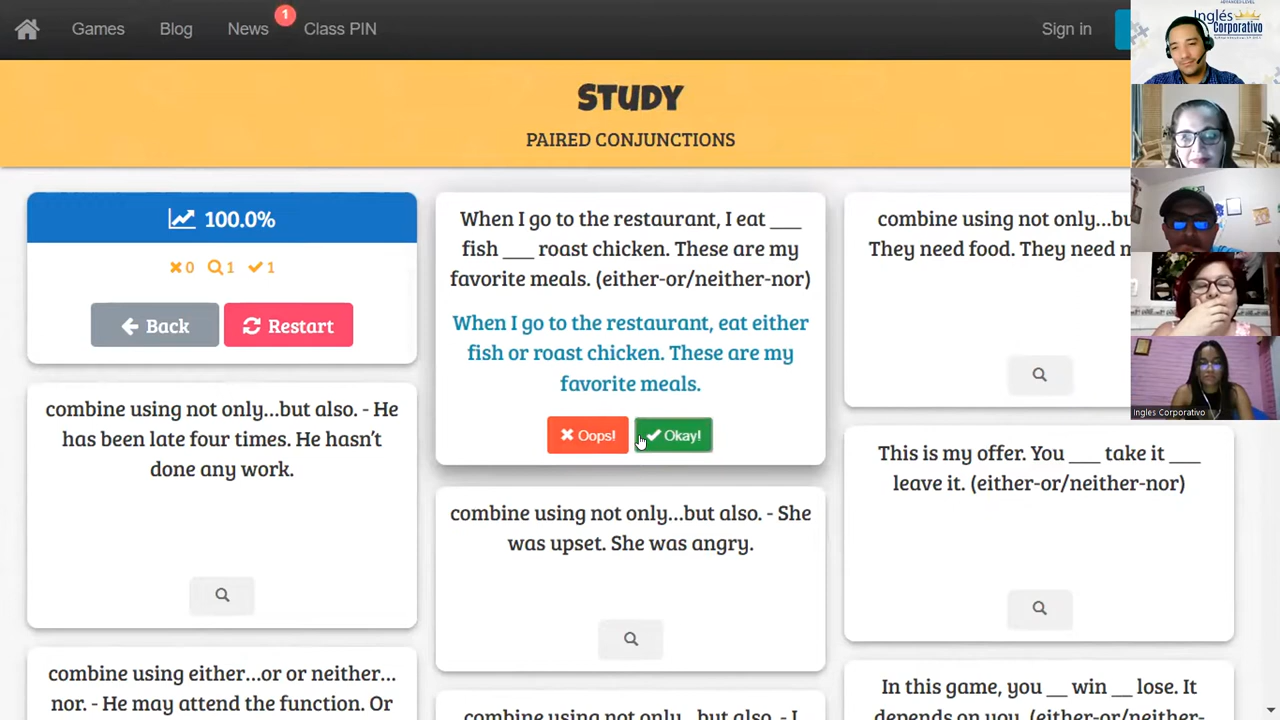 Games
Blog
News
1
Class PIN
Sign in
Inglés
Corporativo
STUDY
PAIRED CONJUNCTIONS
100.0%
0 1 1
Back
Restart
When I go to the restaurant, I eat ___
fish ___ roast chicken. These are my
favorite meals. (either-or/neither-nor)
When I go to the restaurant, eat either
fish or roast chicken. These are my
favorite meals.
Oops!
Okay!
combine using not only...bu
They need food. They need m
combine using not only...but also. - He
has been late four times. He hasn't
done any work.
combine using not only...but also. - She
was upset. She was angry.
This is my offer. You ___ take it ___
leave it. (either-or/neither-nor)
combine using either...or or neither...
nor. - He may attend the function. Or
combine using not only...but also. - I
In this game, you __ win __ lose. It
depends on you. (either-or/neither-
Ingles Corporativo